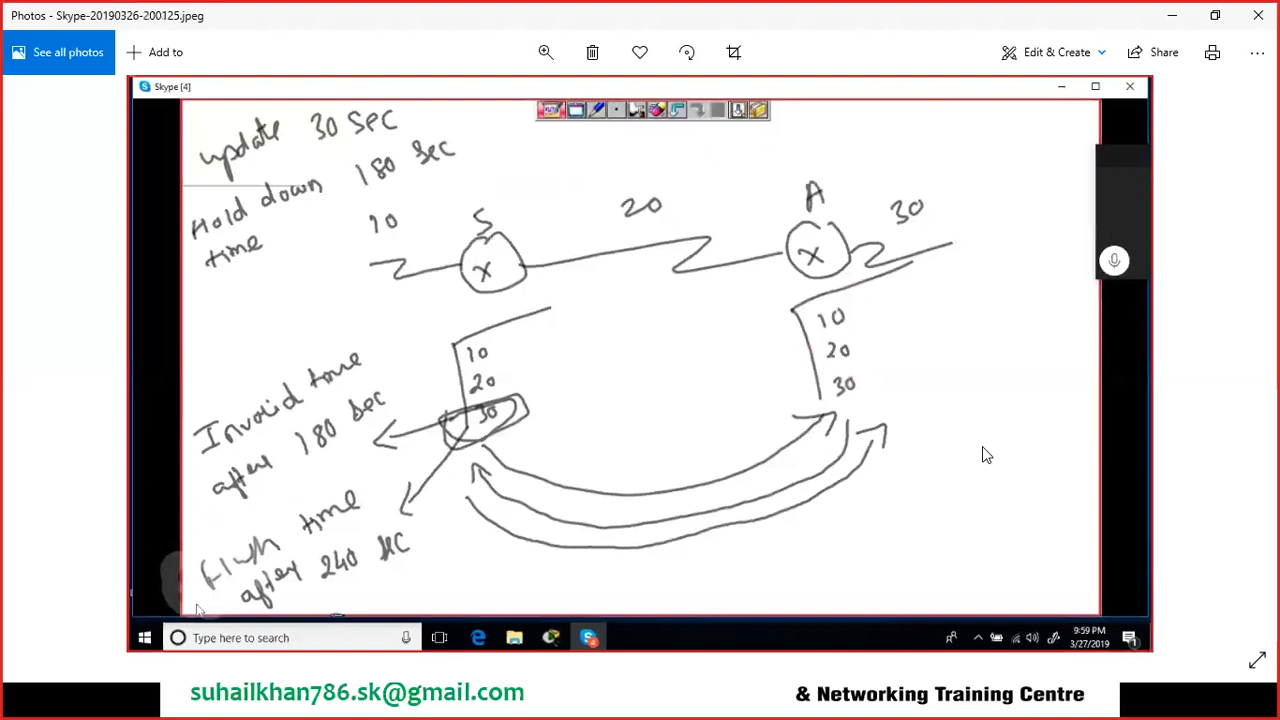 Photos - Skype-20190326-200125.jpeg
See all photos
Add to
Edit & Create
Share
Skype [4]
update 30 Sec
Hold down 180 Sec
time
10
S
20
A
30
X
X
10
20
30
10
20
30
Invalid time
after 180 Sec
Flush time
after 240 SEC
Type here to search
9:59 PM
3/27/2019
suhailkhan786.sk@gmail.com
& Networking Training Centre